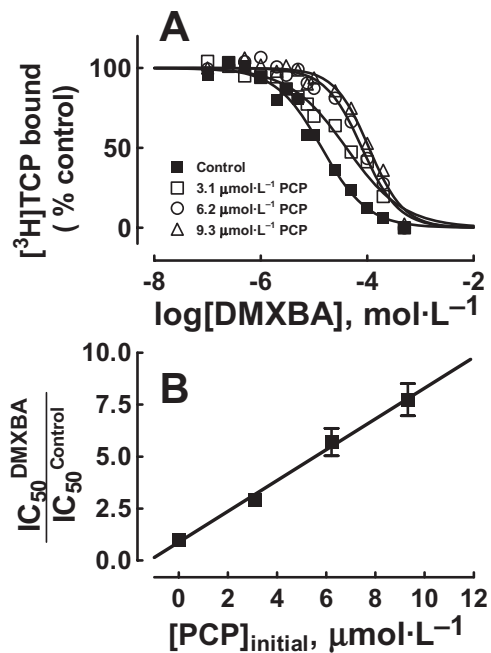 A
[³H]TCP bound
( % control)
100
50
0
Control
3.1 μmol·L⁻¹ PCP
6.2 μmol·L⁻¹ PCP
9.3 μmol·L⁻¹ PCP
-8 -6 -4 -2
log[DMXBA], mol·L⁻¹
B
IC₅₀ᴰᴹˣᴮᴬ
IC₅₀ᶜᵒⁿᵗʳᵒˡ
10.0
7.5
5.0
2.5
0.0
0 2 4 6 8 10 12
[PCP]initial, μmol·L⁻¹